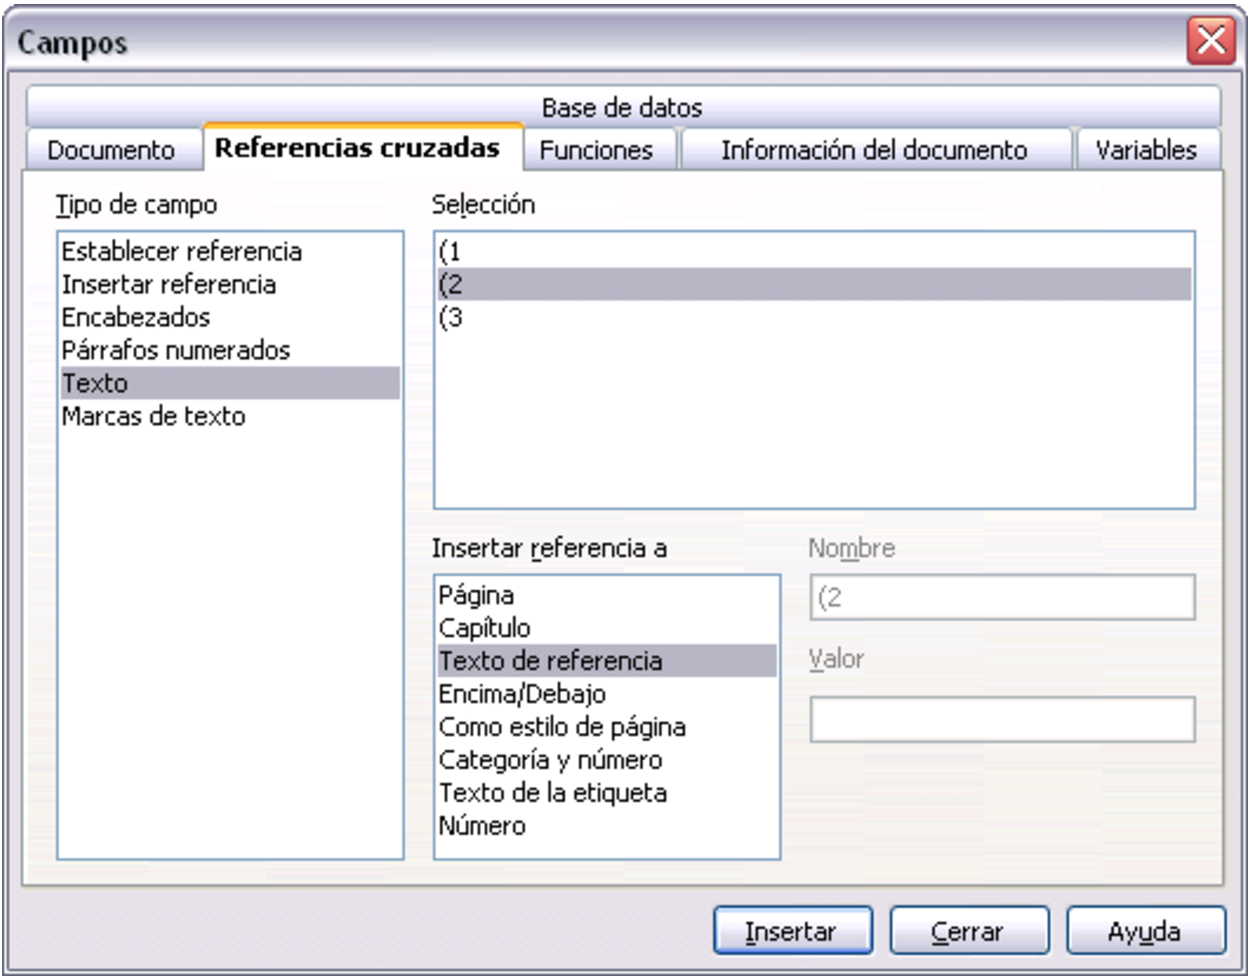 Campos
Base de datos
Documento
Referencias cruzadas
Funciones
Información del documento
Variables
Tipo de campo
Establecer referencia
Insertar referencia
Encabezados
Párrafos numerados
Texto
Marcas de texto
Selección
(1
(2
(3
Insertar referencia a
Página
Capítulo
Texto de referencia
Encima/Debajo
Como estilo de página
Categoría y número
Texto de la etiqueta
Número
Nombre
(2
Valor
Insertar
Cerrar
Ayuda